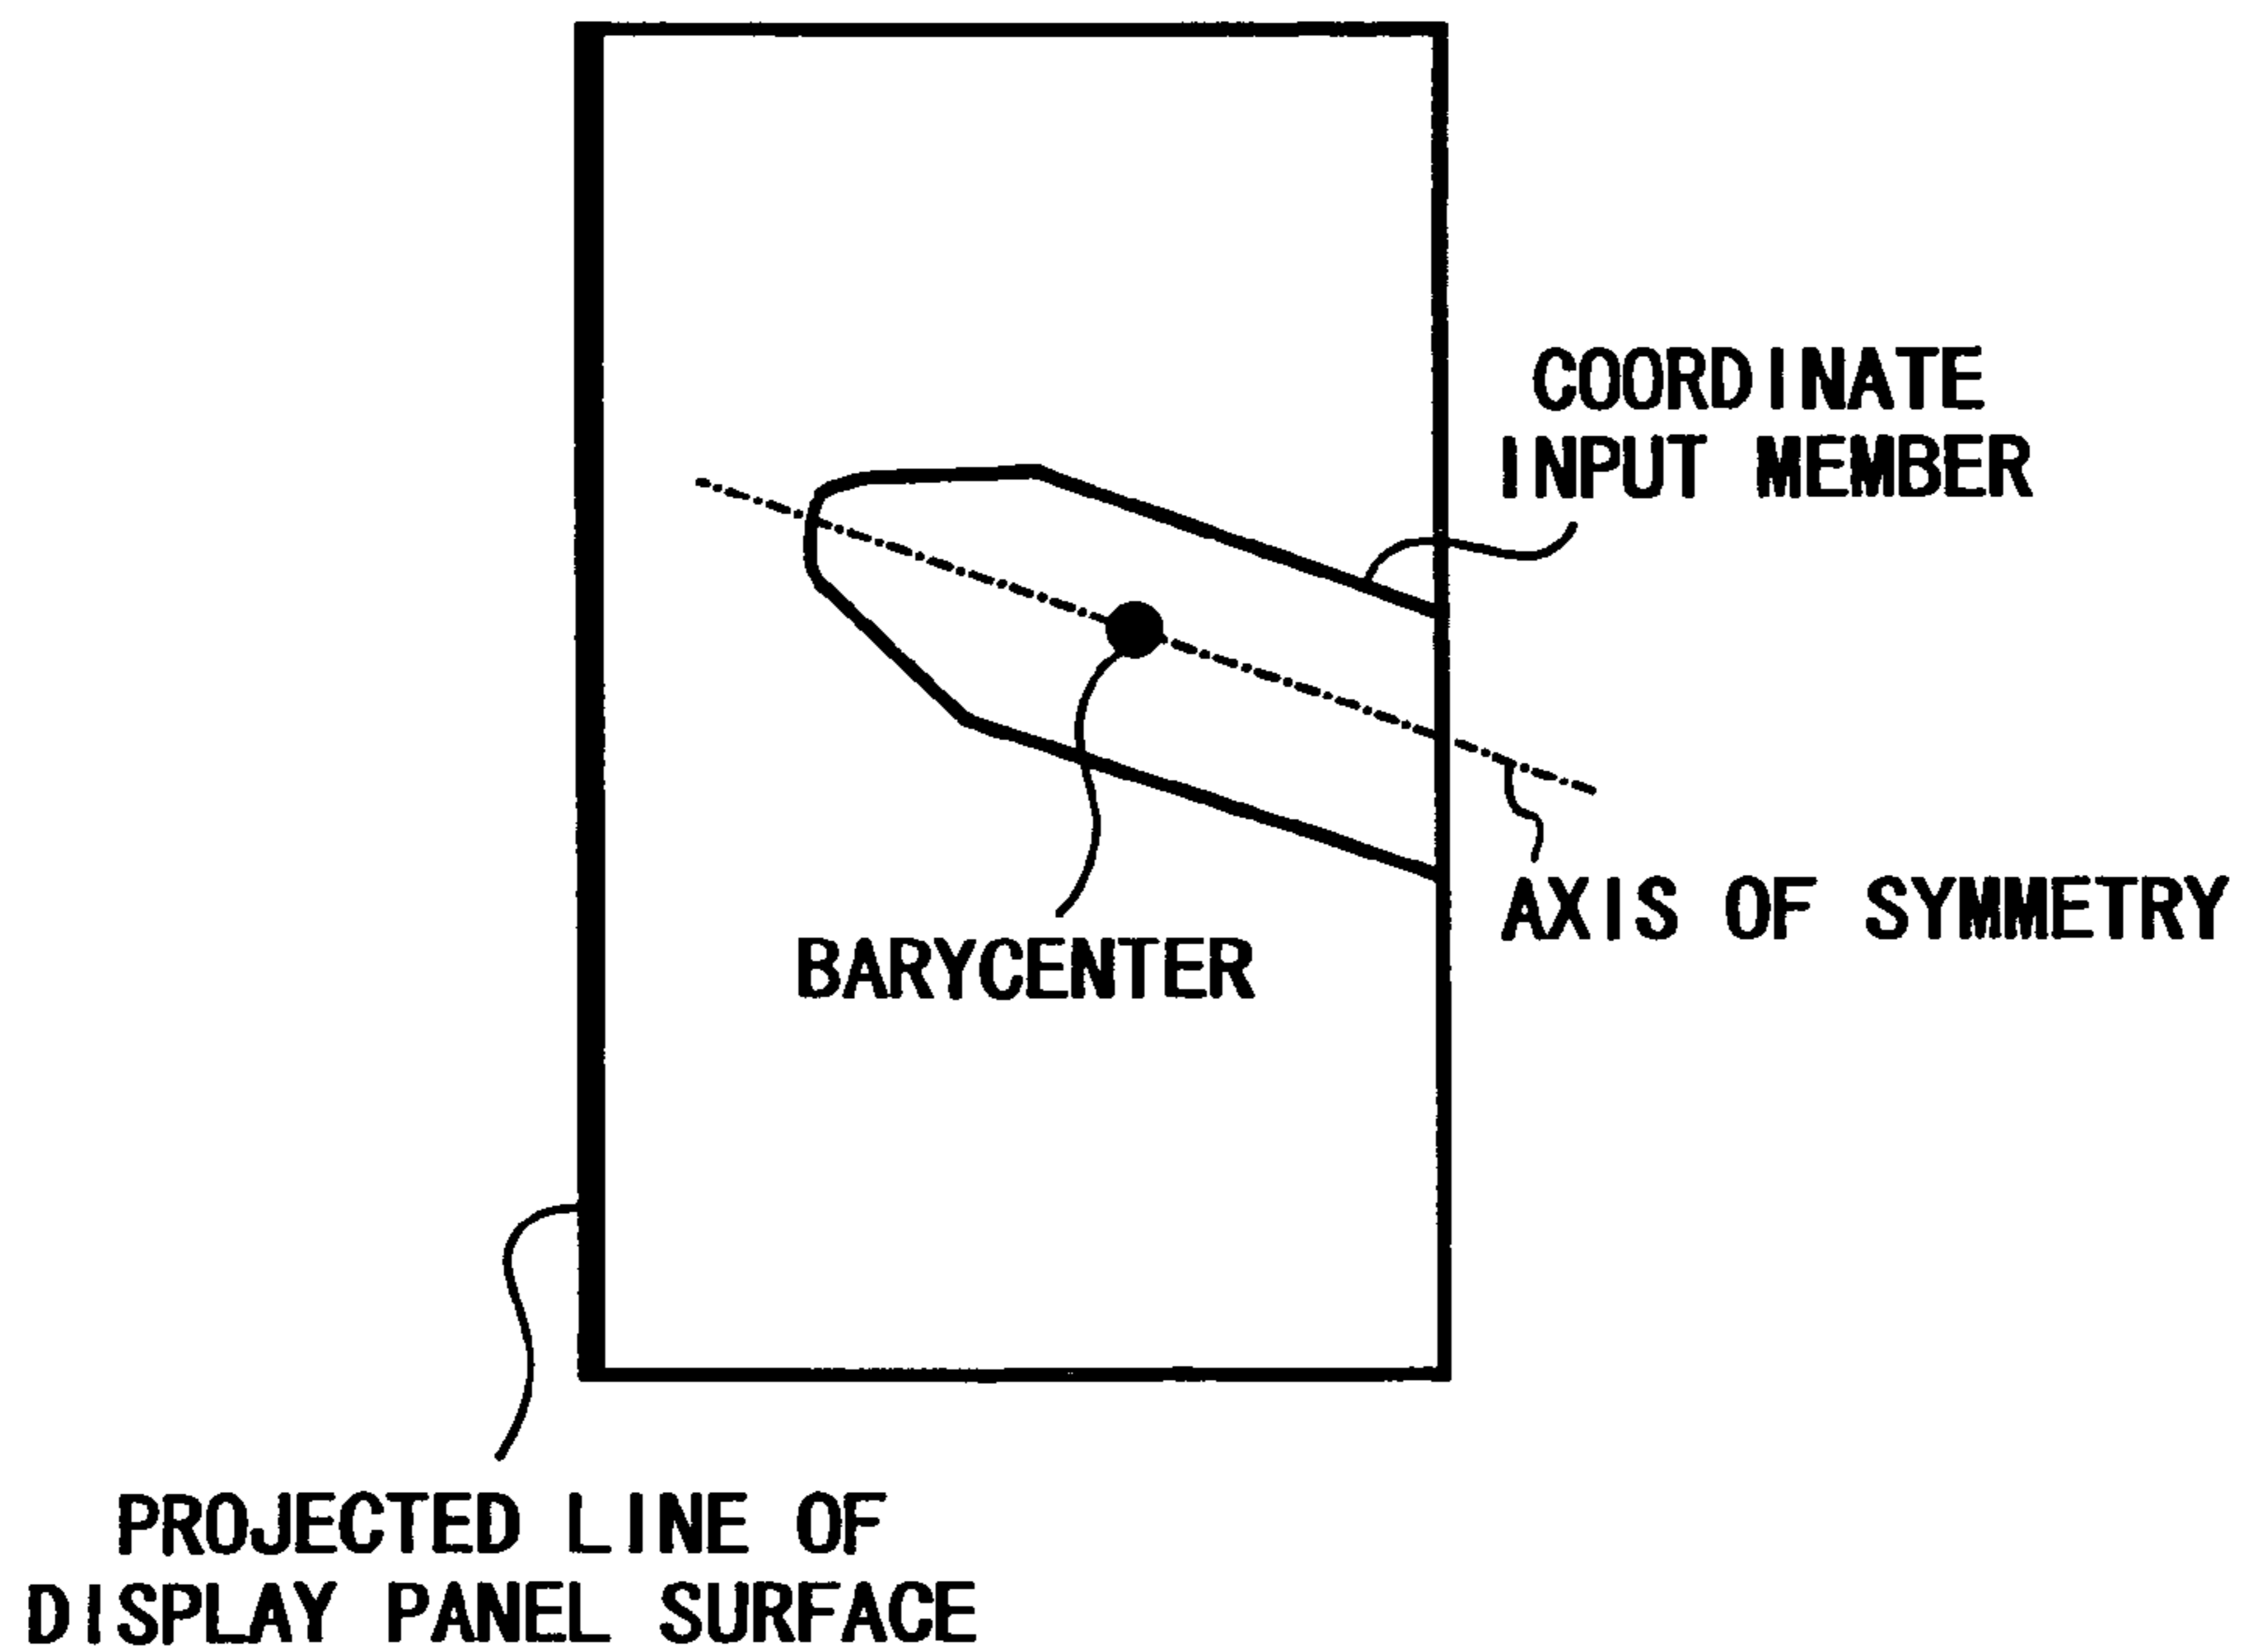 COORDINATE
INPUT MEMBER
AXIS OF SYMMETRY
BARYCENTER
PROJECTED LINE OF
DISPLAY PANEL SURFACE